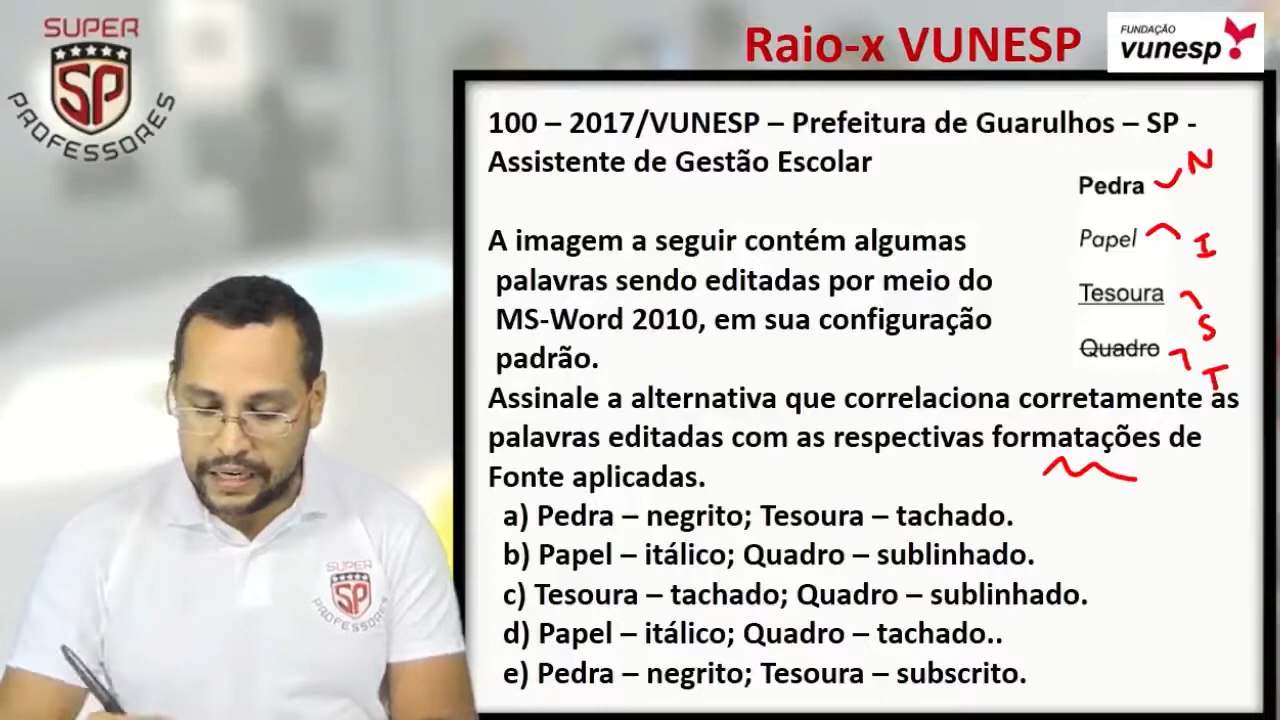 SUPER
SP
PROFESSORES
Raio-x VUNESP
FUNDAÇÃO
vunesp
100 – 2017/VUNESP – Prefeitura de Guarulhos – SP -
Assistente de Gestão Escolar
Pedra N
Papel I
Tesoura S
Quadro T
A imagem a seguir contém algumas
palavras sendo editadas por meio do
MS-Word 2010, em sua configuração
padrão.
Assinale a alternativa que correlaciona corretamente as
palavras editadas com as respectivas formatações de
Fonte aplicadas.
a) Pedra – negrito; Tesoura – tachado.
b) Papel – itálico; Quadro – sublinhado.
c) Tesoura – tachado; Quadro – sublinhado.
d) Papel – itálico; Quadro – tachado..
e) Pedra – negrito; Tesoura – subscrito.
SUPER
SP
PROFESSORES